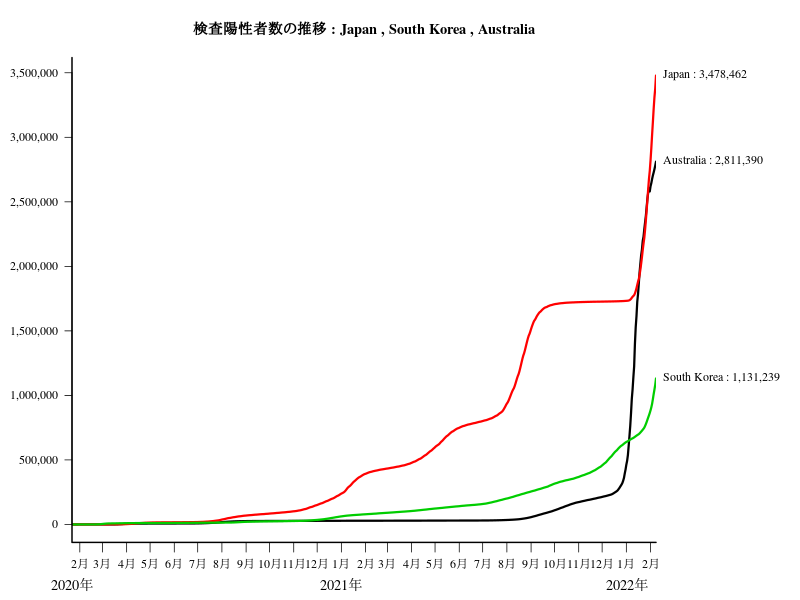 検査陽性者数の推移 : Japan , South Korea , Australia
3,500,000
3,000,000
2,500,000
2,000,000
1,500,000
1,000,000
500,000
0
Japan : 3,478,462
Australia : 2,811,390
South Korea : 1,131,239
2月 3月 4月 5月 6月 7月 8月 9月 10月 11月 12月 1月 2月 3月 4月 5月 6月 7月 8月 9月 10月 11月 12月 1月 2月
2020年 2021年 2022年